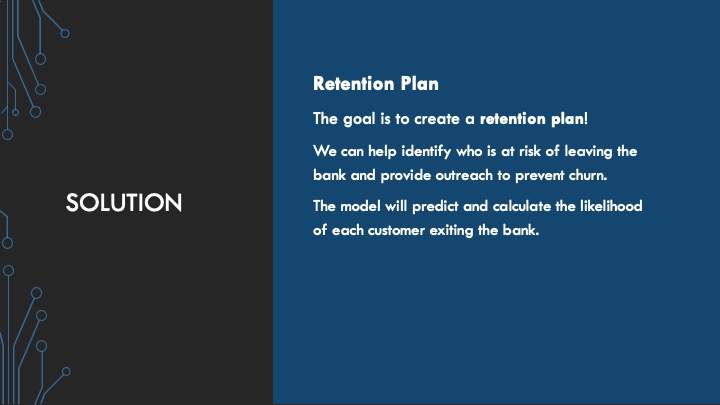 SOLUTION
Retention Plan
The goal is to create a retention plan!
We can help identify who is at risk of leaving the
bank and provide outreach to prevent churn.
The model will predict and calculate the likelihood
of each customer exiting the bank.